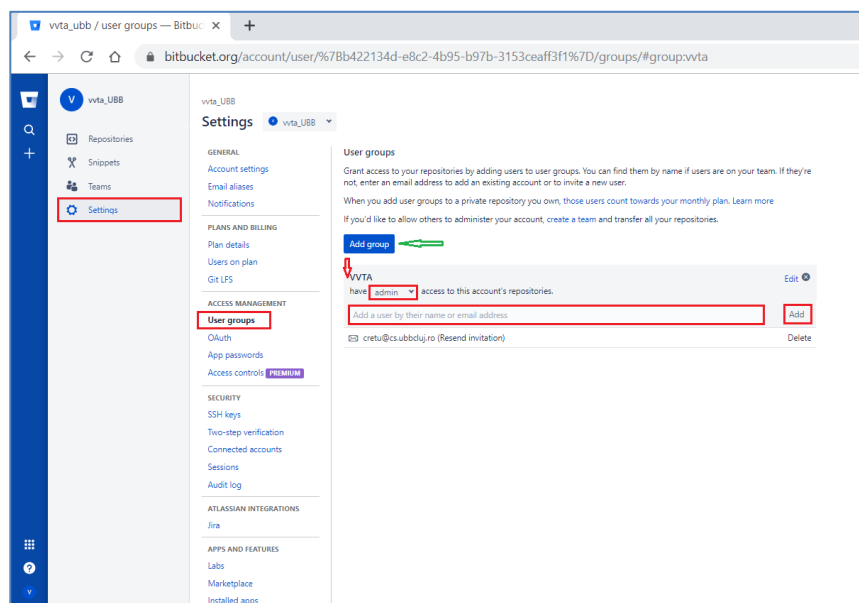 vvta_ubb / user groups — Bitbuc
bitbucket.org/account/user/%7Bb422134d-e8c2-4b95-b97b-3153ceaff3f1%7D/groups/#group:vvta
V vvta_UBB
Repositories
Snippets
Teams
Settings
V
vvta_UBB
Settings vvta_UBB
GENERAL
Account settings
Email aliases
Notifications
PLANS AND BILLING
Plan details
Users on plan
Git LFS
ACCESS MANAGEMENT
User groups
OAuth
App passwords
Access controls PREMIUM
SECURITY
SSH keys
Two-step verification
Connected accounts
Sessions
Audit log
ATLASSIAN INTEGRATIONS
Jira
APPS AND FEATURES
Labs
Marketplace
Installed apps
User groups
Grant access to your repositories by adding users to user groups. You can find them by name if users are on your team. If they're
not, enter an email address to add an existing account or to invite a new user.
When you add user groups to a private repository you own, those users count towards your monthly plan. Learn more
If you'd like to allow others to administer your account, create a team and transfer all your repositories.
Add group
VVTA
Edit
have admin access to this account's repositories.
Add a user by their name or email address
Add
cretu@cs.ubbcluj.ro (Resend invitation)
Delete